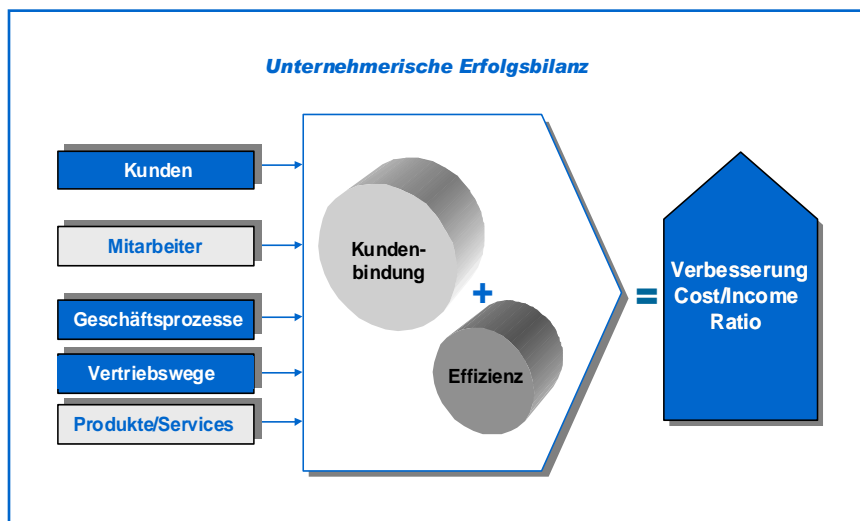 Unternehmerische Erfolgsbilanz
Kunden
Mitarbeiter
Geschäftsprozesse
Vertriebswege
Produkte/Services
Kunden-
bindung
+
Effizienz
=
Verbesserung
Cost/Income
Ratio